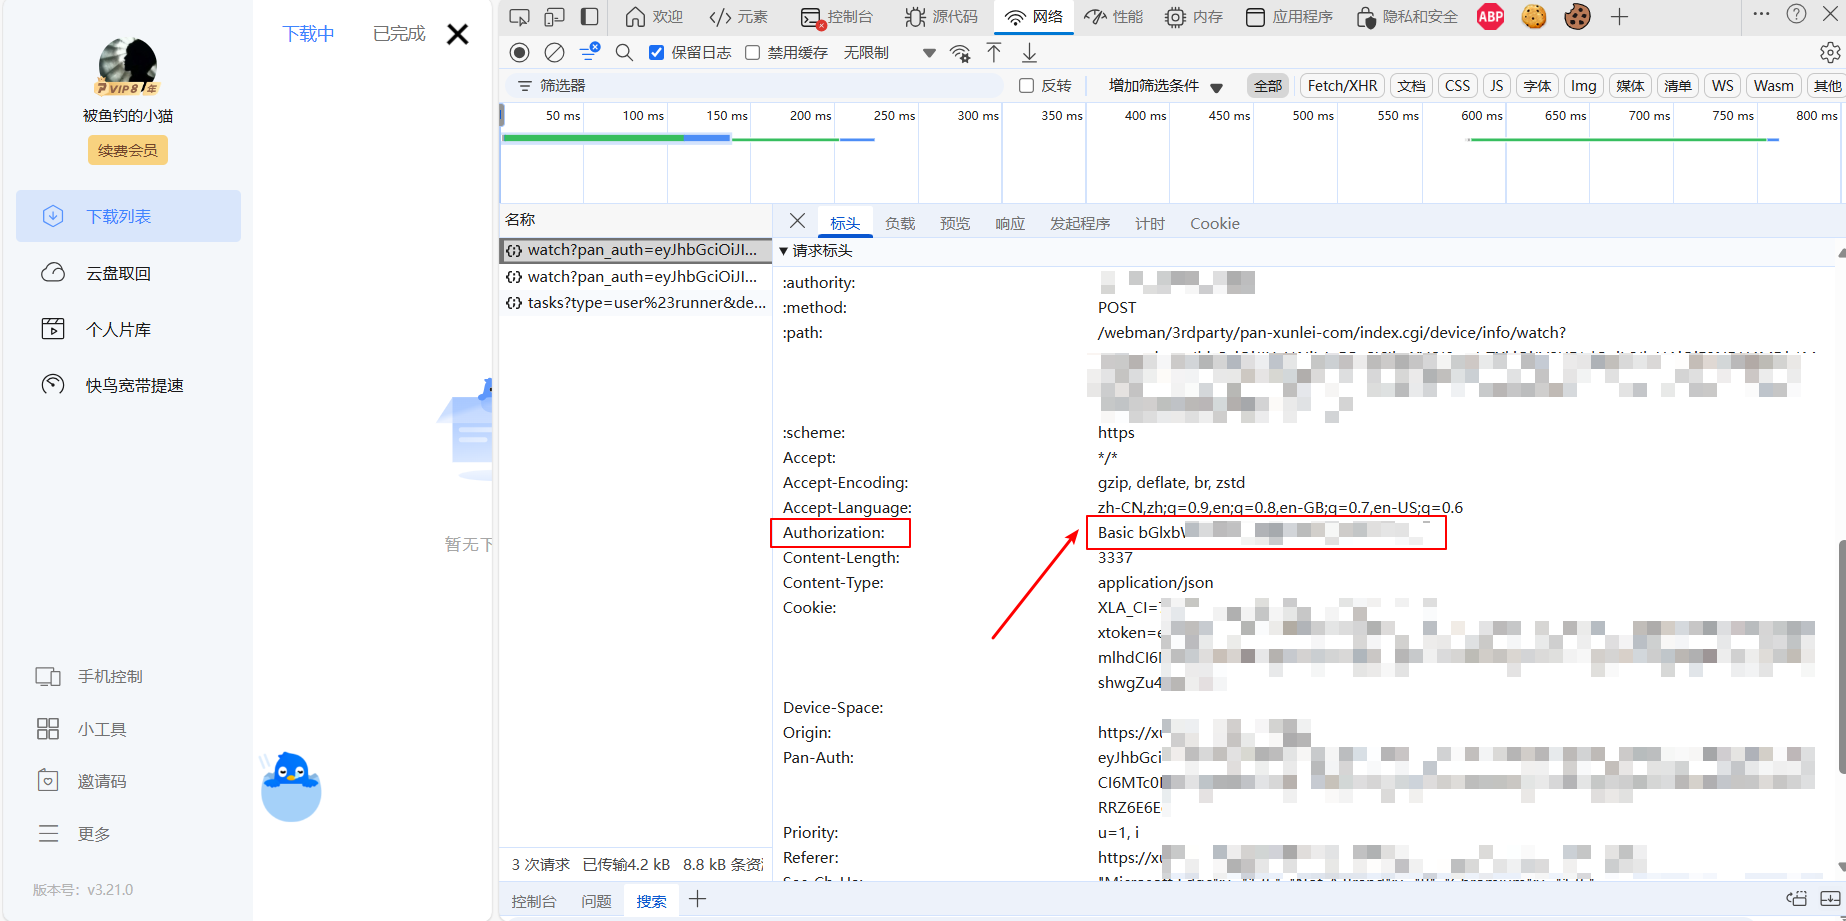 下载中 已完成
VIP8年
被鱼钓的小猫
续费会员
下载列表
云盘取回
个人片库
快鸟宽带提速
暂无下
手机控制
小工具
邀请码
更多
版本号：v3.21.0
欢迎 元素 控制台 源代码 网络 性能 内存 应用程序 隐私和安全 ABP
保留日志 禁用缓存 无限制
筛选器 反转 增加筛选条件 全部 Fetch/XHR 文档 CSS JS 字体 Img 媒体 清单 WS Wasm 其他
50 ms 100 ms 150 ms 200 ms 250 ms 300 ms 350 ms 400 ms 450 ms 500 ms 550 ms 600 ms 650 ms 700 ms 750 ms 800 ms
名称
watch?pan_auth=eyJhbGciOiJI...
watch?pan_auth=eyJhbGciOiJI...
tasks?type=user%23runner&de...
标头 负载 预览 响应 发起程序 计时 Cookie
请求标头
:authority:
:method: POST
:path: /webman/3rdparty/pan-xunlei-com/index.cgi/device/info/watch?
:scheme: https
Accept: */*
Accept-Encoding: gzip, deflate, br, zstd
Accept-Language: zh-CN,zh;q=0.9,en;q=0.8,en-GB;q=0.7,en-US;q=0.6
Authorization: Basic bGlxb
Content-Length: 3337
Content-Type: application/json
Cookie: XLA_CI=
xtoken=e
mlhdCI6
shwgZu4
Device-Space:
Origin: https://xu
Pan-Auth: eyJhbGci
CI6MTc0
RRZ6E6E
Priority: u=1, i
Referer: https://xu
3 次请求 已传输4.2 kB 8.8 kB 条资
控制台 问题 搜索